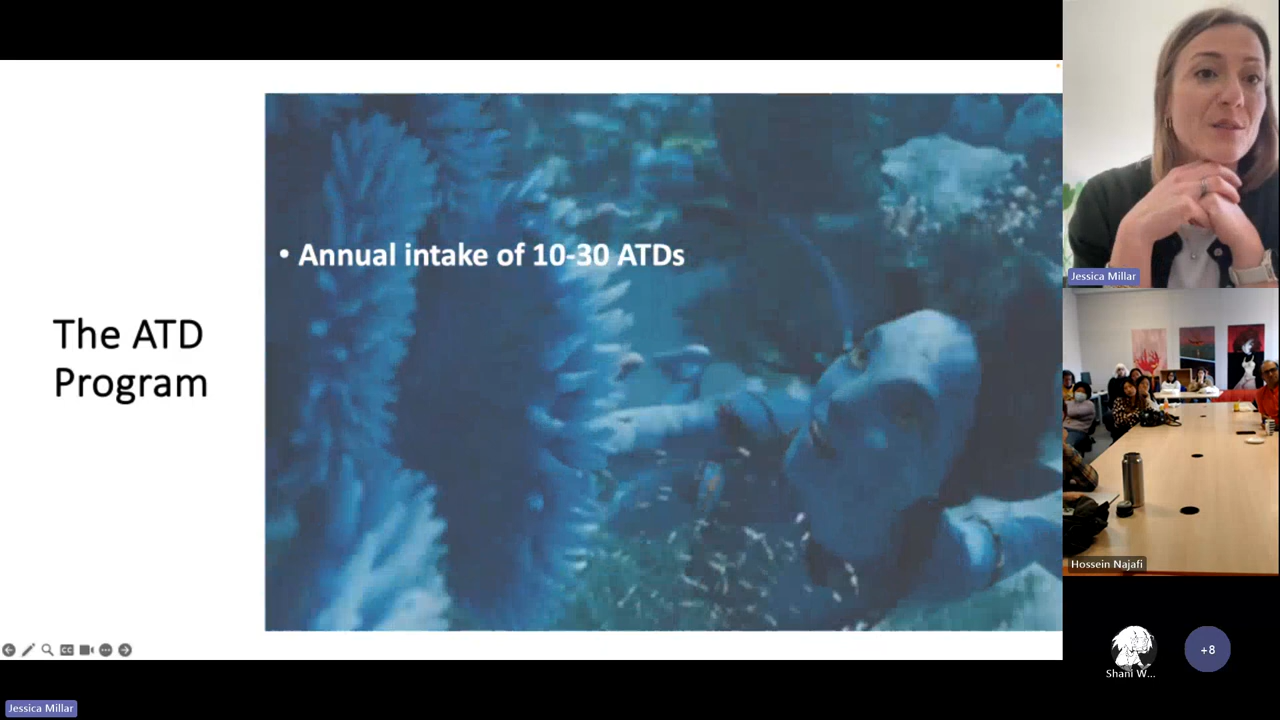 The ATD
Program
• Annual intake of 10-30 ATDs
Jessica Millar
Hossein Najafi
Shani W...
+8
Jessica Millar